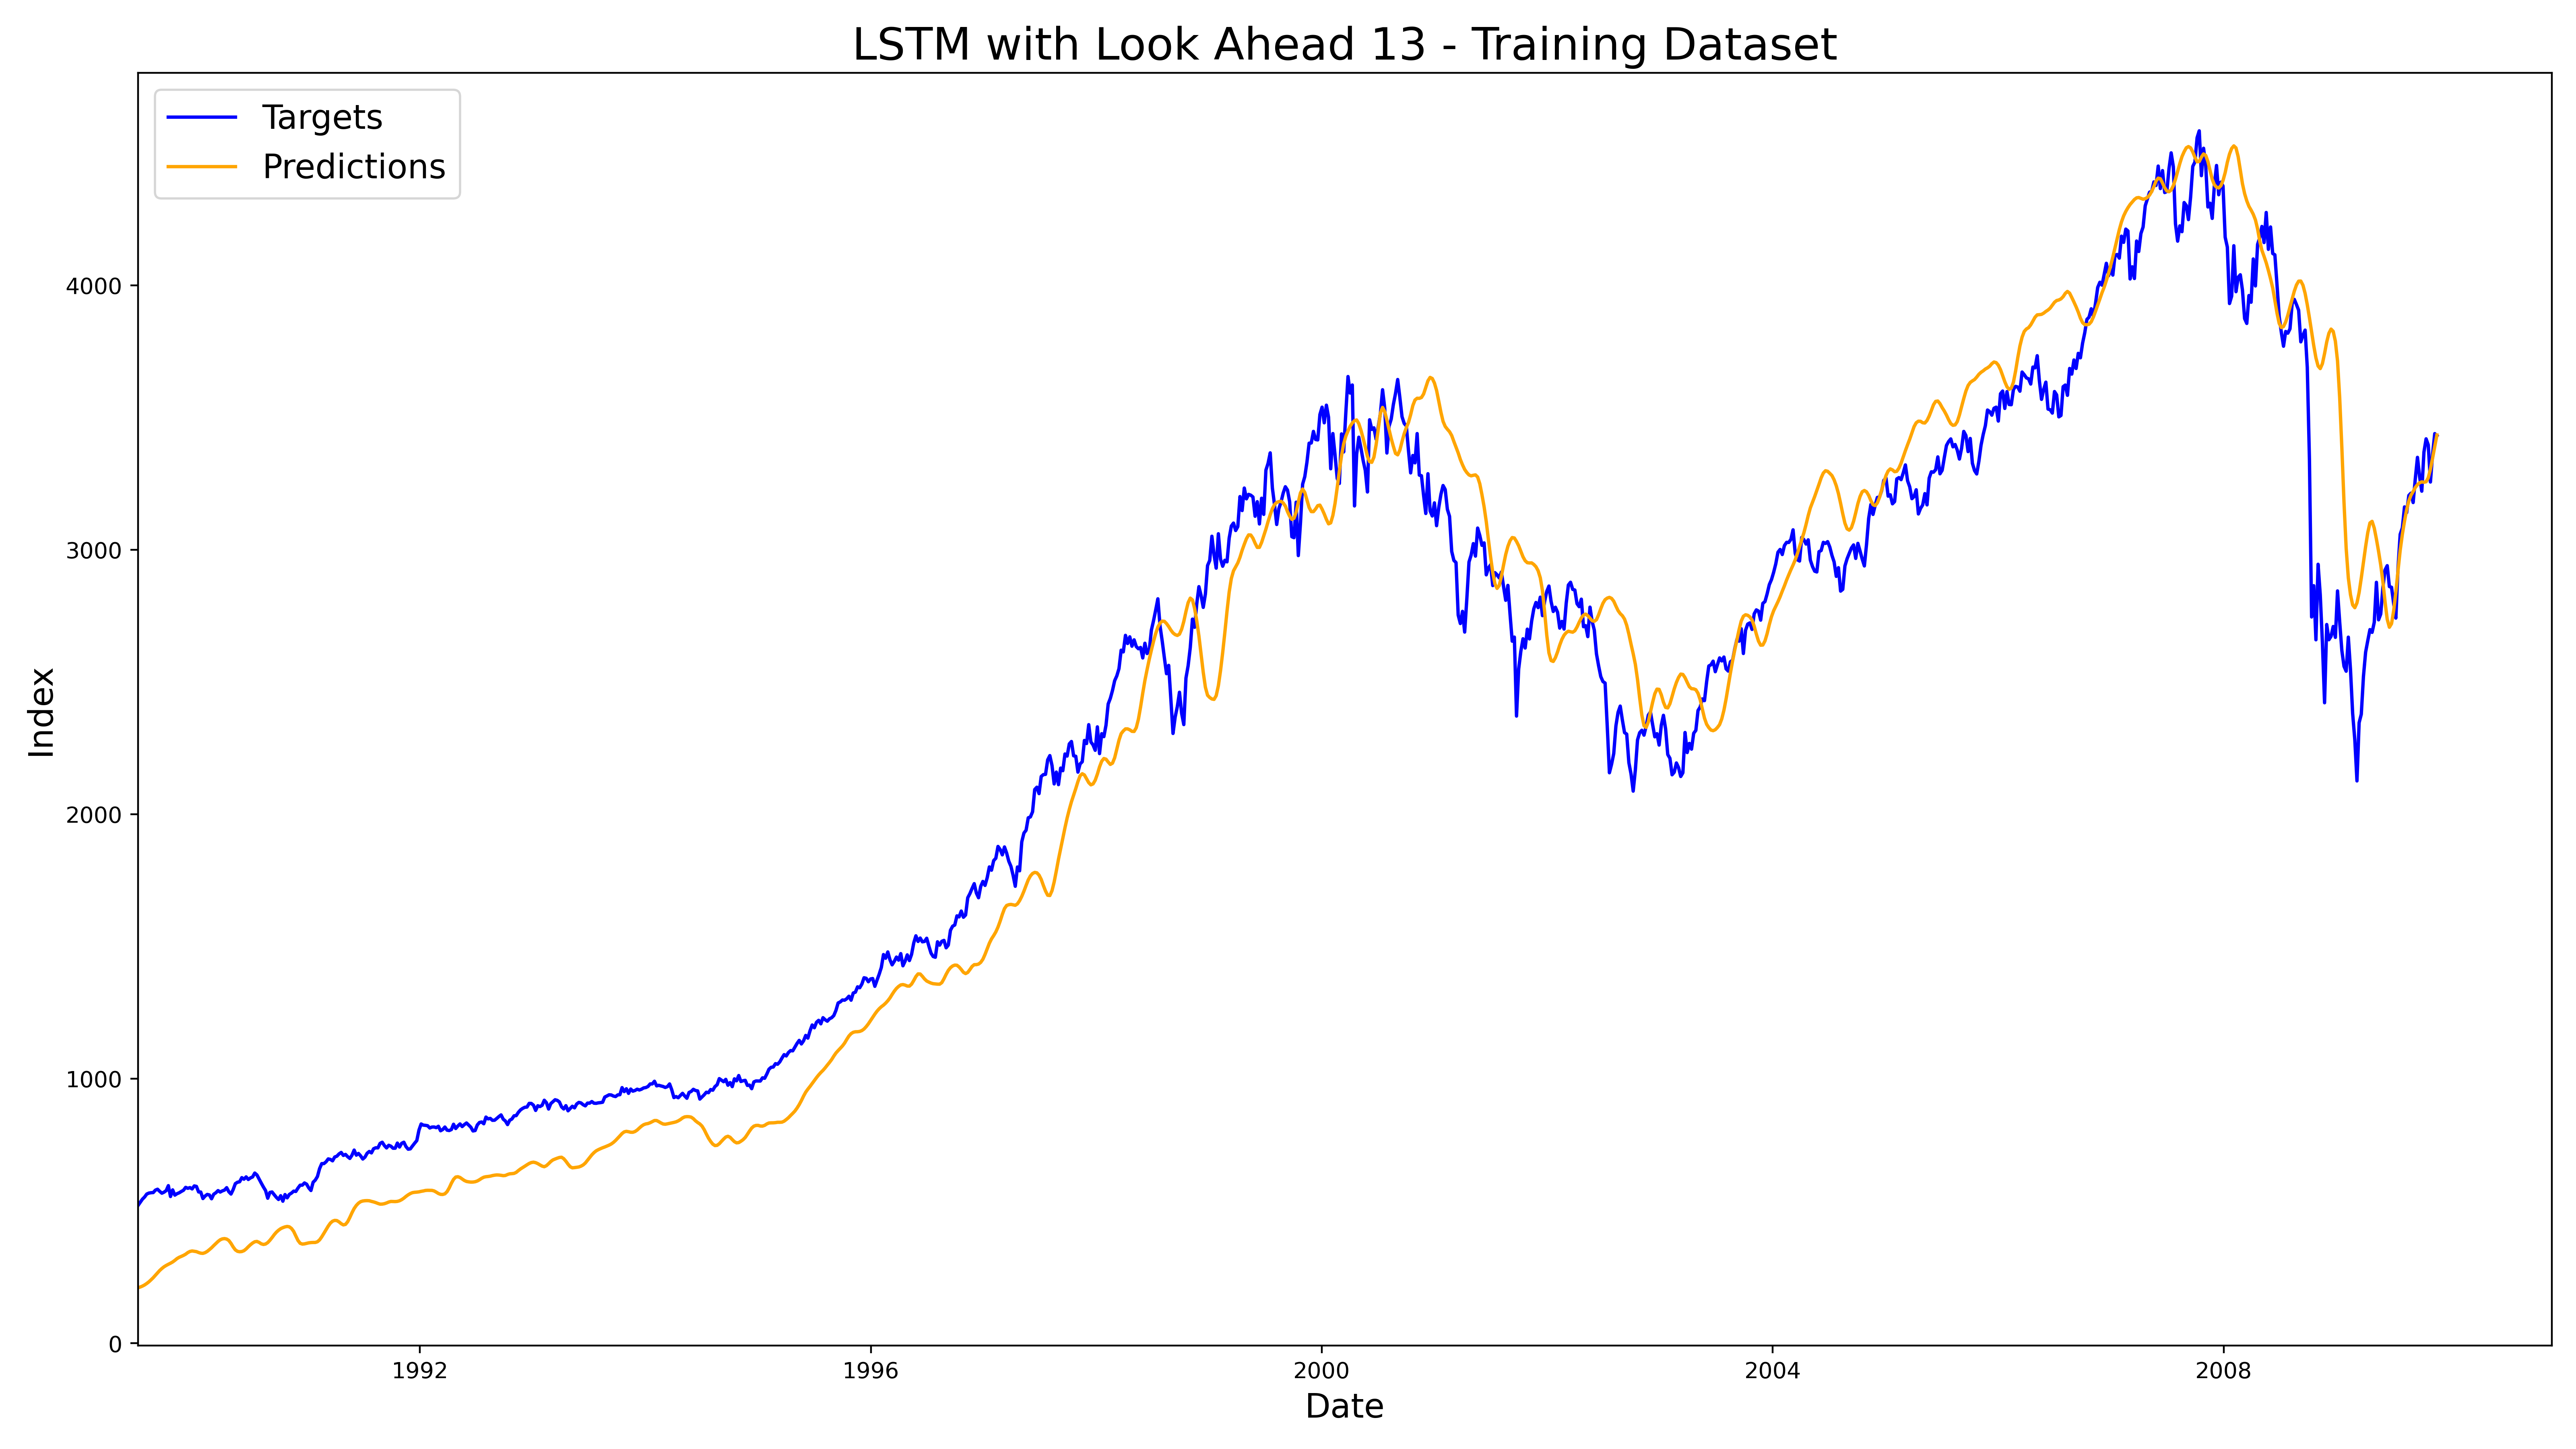 LSTM with Look Ahead 13 - Training Dataset
Targets
Predictions
Index
4000
3000
2000
1000
0
1992
1996
2000
2004
2008
Date